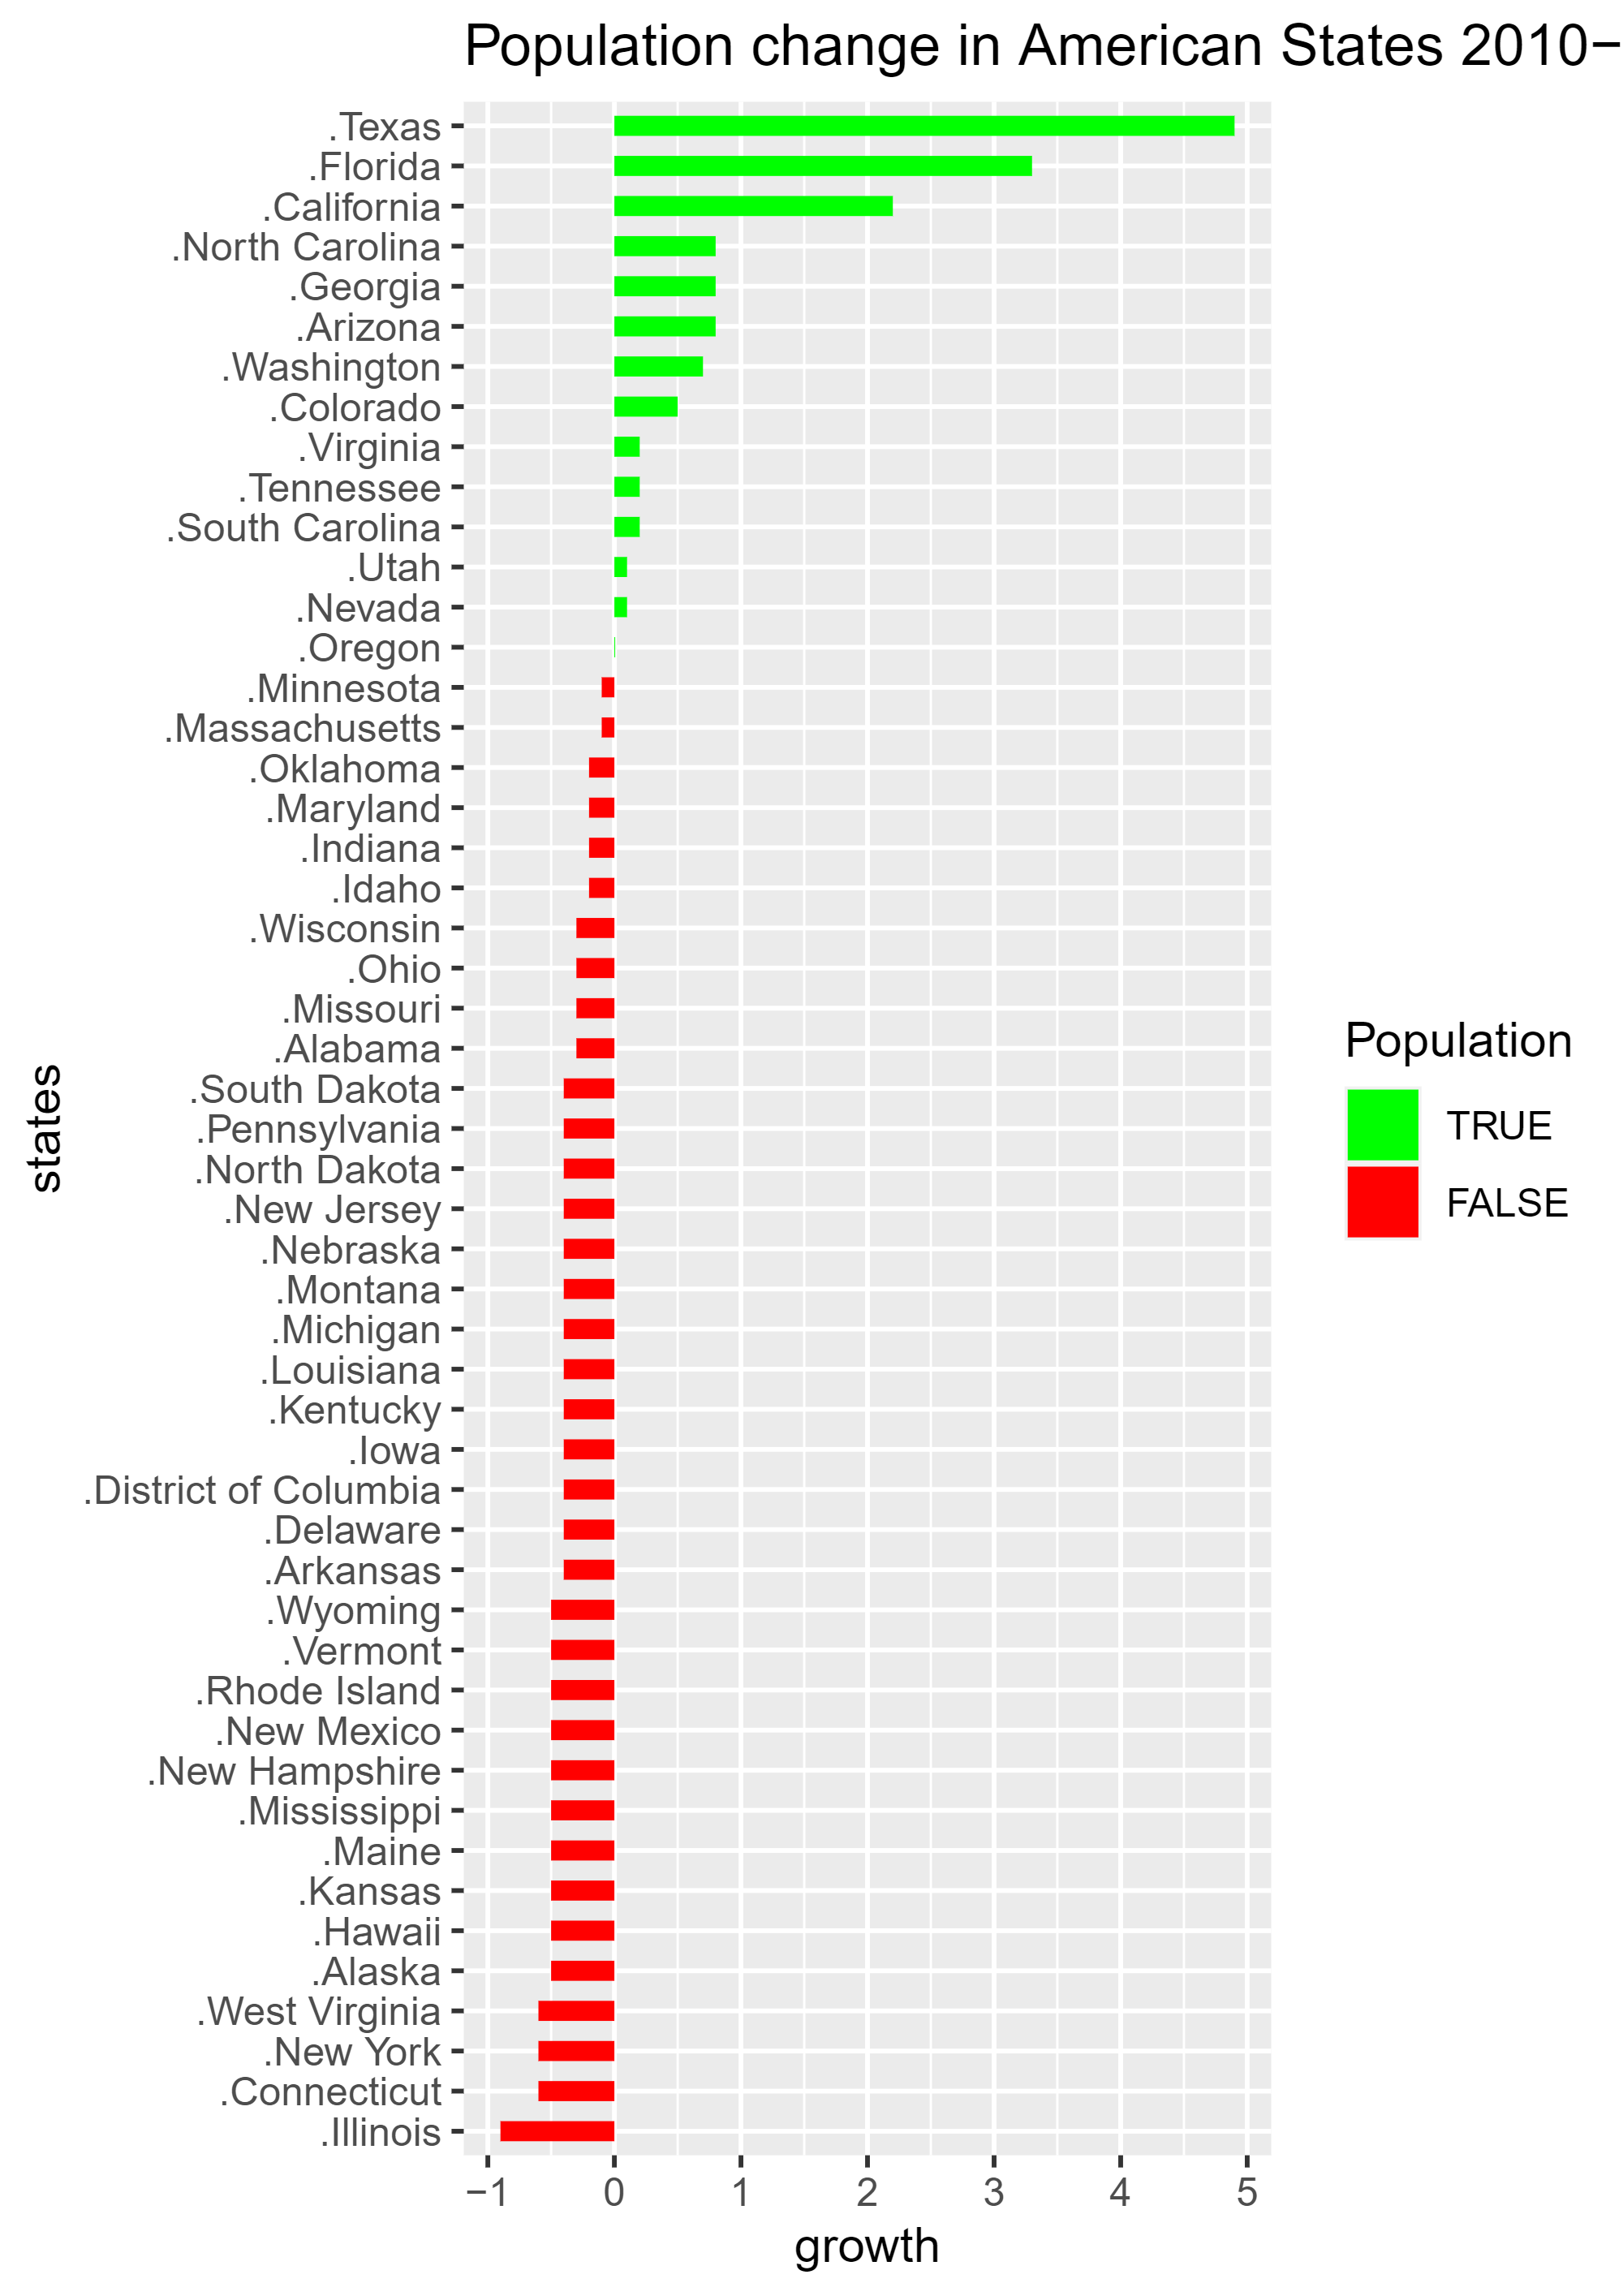 Population change in American States 2010−
.Texas
.Florida
.California
.North Carolina
.Georgia
.Arizona
.Washington
.Colorado
.Virginia
.Tennessee
.South Carolina
.Utah
.Nevada
.Oregon
.Minnesota
.Massachusetts
.Oklahoma
.Maryland
.Indiana
.Idaho
.Wisconsin
.Ohio
.Missouri
.Alabama
.South Dakota
.Pennsylvania
.North Dakota
.New Jersey
.Nebraska
.Montana
.Michigan
.Louisiana
.Kentucky
.Iowa
.District of Columbia
.Delaware
.Arkansas
.Wyoming
.Vermont
.Rhode Island
.New Mexico
.New Hampshire
.Mississippi
.Maine
.Kansas
.Hawaii
.Alaska
.West Virginia
.New York
.Connecticut
.Illinois
states
−1 0 1 2 3 4 5
growth
Population
TRUE
FALSE